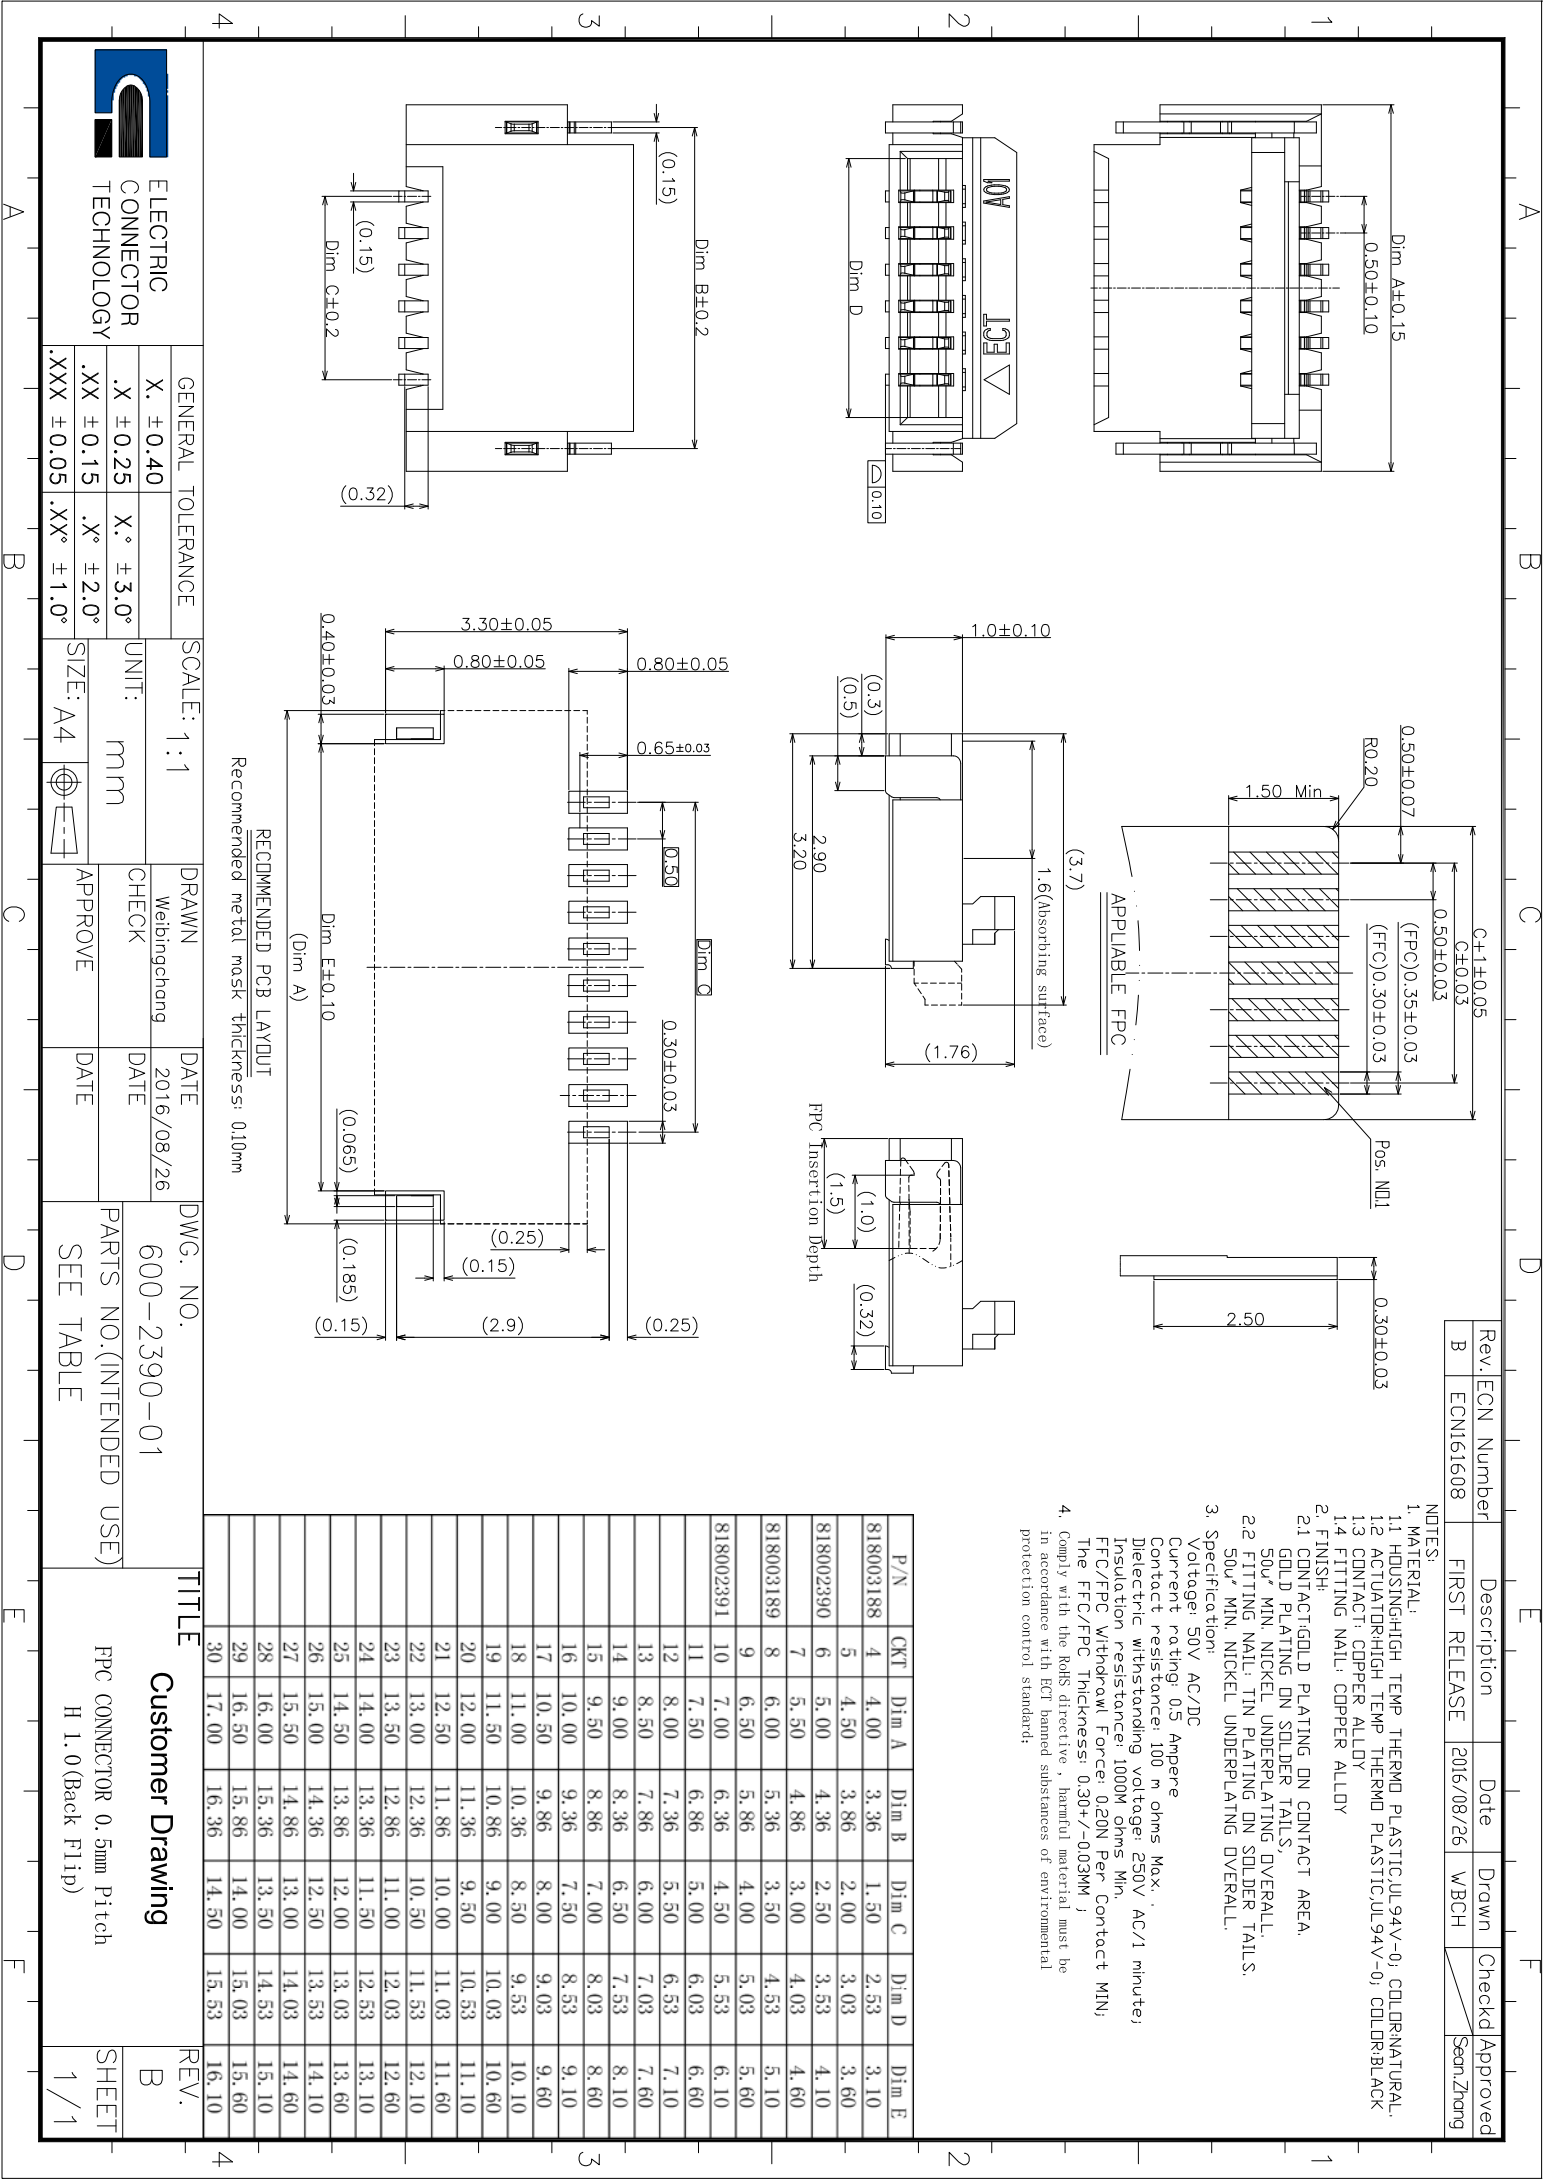 1
2
3
4
A
B
C
D
E
F
Rev.
ECN Number
Description
Date
Drawn
Checkd
Approved
B
ECN161608
FIRST RELEASE
2016/08/26
WBCH
Sean.Zhang
NOTES:
1. MATERIAL:
1.1 HOUSING:HIGH TEMP THERMO PLASTIC,UL94V-0; COLOR:NATURAL.
1.2 ACTUATOR:HIGH TEMP THERMO PLASTIC,UL94V-0; COLOR:BLACK
1.3 CONTACT: COPPER ALLOY
1.4 FITTING NAIL: COPPER ALLOY
2. FINISH:
2.1 CONTACT:GOLD PLATING ON CONTACT AREA.
GOLD PLATING ON SOLDER TAILS,
50u" MIN. NICKEL UNDERPLATING OVERALL.
2.2 FITTING NAIL: TIN PLATING ON SOLDER TAILS.
50u" MIN. NICKEL UNDERPLATNG OVERALL.
3. Specification:
Voltage: 50V AC/DC
Current rating: 0.5 Ampere
Contact resistance: 100 m ohms Max. .
Dielectric withstanding voltage: 250V AC/1 minute;
Insulation resistance: 1000M ohms Min.
FFC/FPC Withdrawl Force: 0.20N Per Contact MIN;
The FFC/FPC Thickness: 0.30+/-0.03MM ;
4. Comply with the RoHS directive , harmful material must be
in accordance with ECT banned substances of environmental
protection control standard;
Dim A±0.15
0.50±0.10
A01
△ECT
Dim D
0.10
Dim B±0.2
(0.15)
(0.15)
Dim C±0.2
(0.32)
C+1±0.05
C±0.03
0.50±0.07
0.50±0.03
(FPC)0.35±0.03
(FFC)0.30±0.03
R0.20
1.50 Min
Pos. NO.1
APPLIABLE FPC
0.30±0.03
2.50
1.0±0.10
(0.3)
(0.5)
(3.7)
1.6(Absorbing surface)
2.90
3.20
(1.76)
(1.0)
(1.5)
FPC Insertion Depth
(0.32)
3.30±0.05
0.80±0.05
0.80±0.05
0.65±0.03
0.40±0.03
0.50
Dim C
0.30±0.03
Dim E±0.10
(Dim A)
(0.065)
(0.185)
(0.25)
(0.15)
(0.15)
(2.9)
(0.25)
RECOMMENDED PCB LAYOUT
Recommended metal mask thickness: 0.10mm
P/N CKT Dim A Dim B Dim C Dim D Dim E
818003188 4 4.00 3.36 1.50 2.53 3.10
5 4.50 3.86 2.00 3.03 3.60
818002390 6 5.00 4.36 2.50 3.53 4.10
7 5.50 4.86 3.00 4.03 4.60
818003189 8 6.00 5.36 3.50 4.53 5.10
9 6.50 5.86 4.00 5.03 5.60
818002391 10 7.00 6.36 4.50 5.53 6.10
11 7.50 6.86 5.00 6.03 6.60
12 8.00 7.36 5.50 6.53 7.10
13 8.50 7.86 6.00 7.03 7.60
14 9.00 8.36 6.50 7.53 8.10
15 9.50 8.86 7.00 8.03 8.60
16 10.00 9.36 7.50 8.53 9.10
17 10.50 9.86 8.00 9.03 9.60
18 11.00 10.36 8.50 9.53 10.10
19 11.50 10.86 9.00 10.03 10.60
20 12.00 11.36 9.50 10.53 11.10
21 12.50 11.86 10.00 11.03 11.60
22 13.00 12.36 10.50 11.53 12.10
23 13.50 12.86 11.00 12.03 12.60
24 14.00 13.36 11.50 12.53 13.10
25 14.50 13.86 12.00 13.03 13.60
26 15.00 14.36 12.50 13.53 14.10
27 15.50 14.86 13.00 14.03 14.60
28 16.00 15.36 13.50 14.53 15.10
29 16.50 15.86 14.00 15.03 15.60
30 17.00 16.36 14.50 15.53 16.10
ELECTRIC
CONNECTOR
TECHNOLOGY
GENERAL TOLERANCE
X. ±0.40
.X ±0.25 X.° ±3.0°
.XX ±0.15 .X° ±2.0°
.XXX ±0.05 .XX° ±1.0°
SCALE: 1:1
UNIT: mm
SIZE: A4
DRAWN
Weibingchang
DATE
2016/08/26
CHECK
DATE
APPROVE
DATE
DWG. NO.
600-2390-01
PARTS NO.(INTENDED USE)
SEE TABLE
TITLE
Customer Drawing
FPC CONNECTOR 0.5mm Pitch
H 1.0(Back Flip)
REV.
B
SHEET
1/1
A
B
C
D
E
F
1
2
3
4